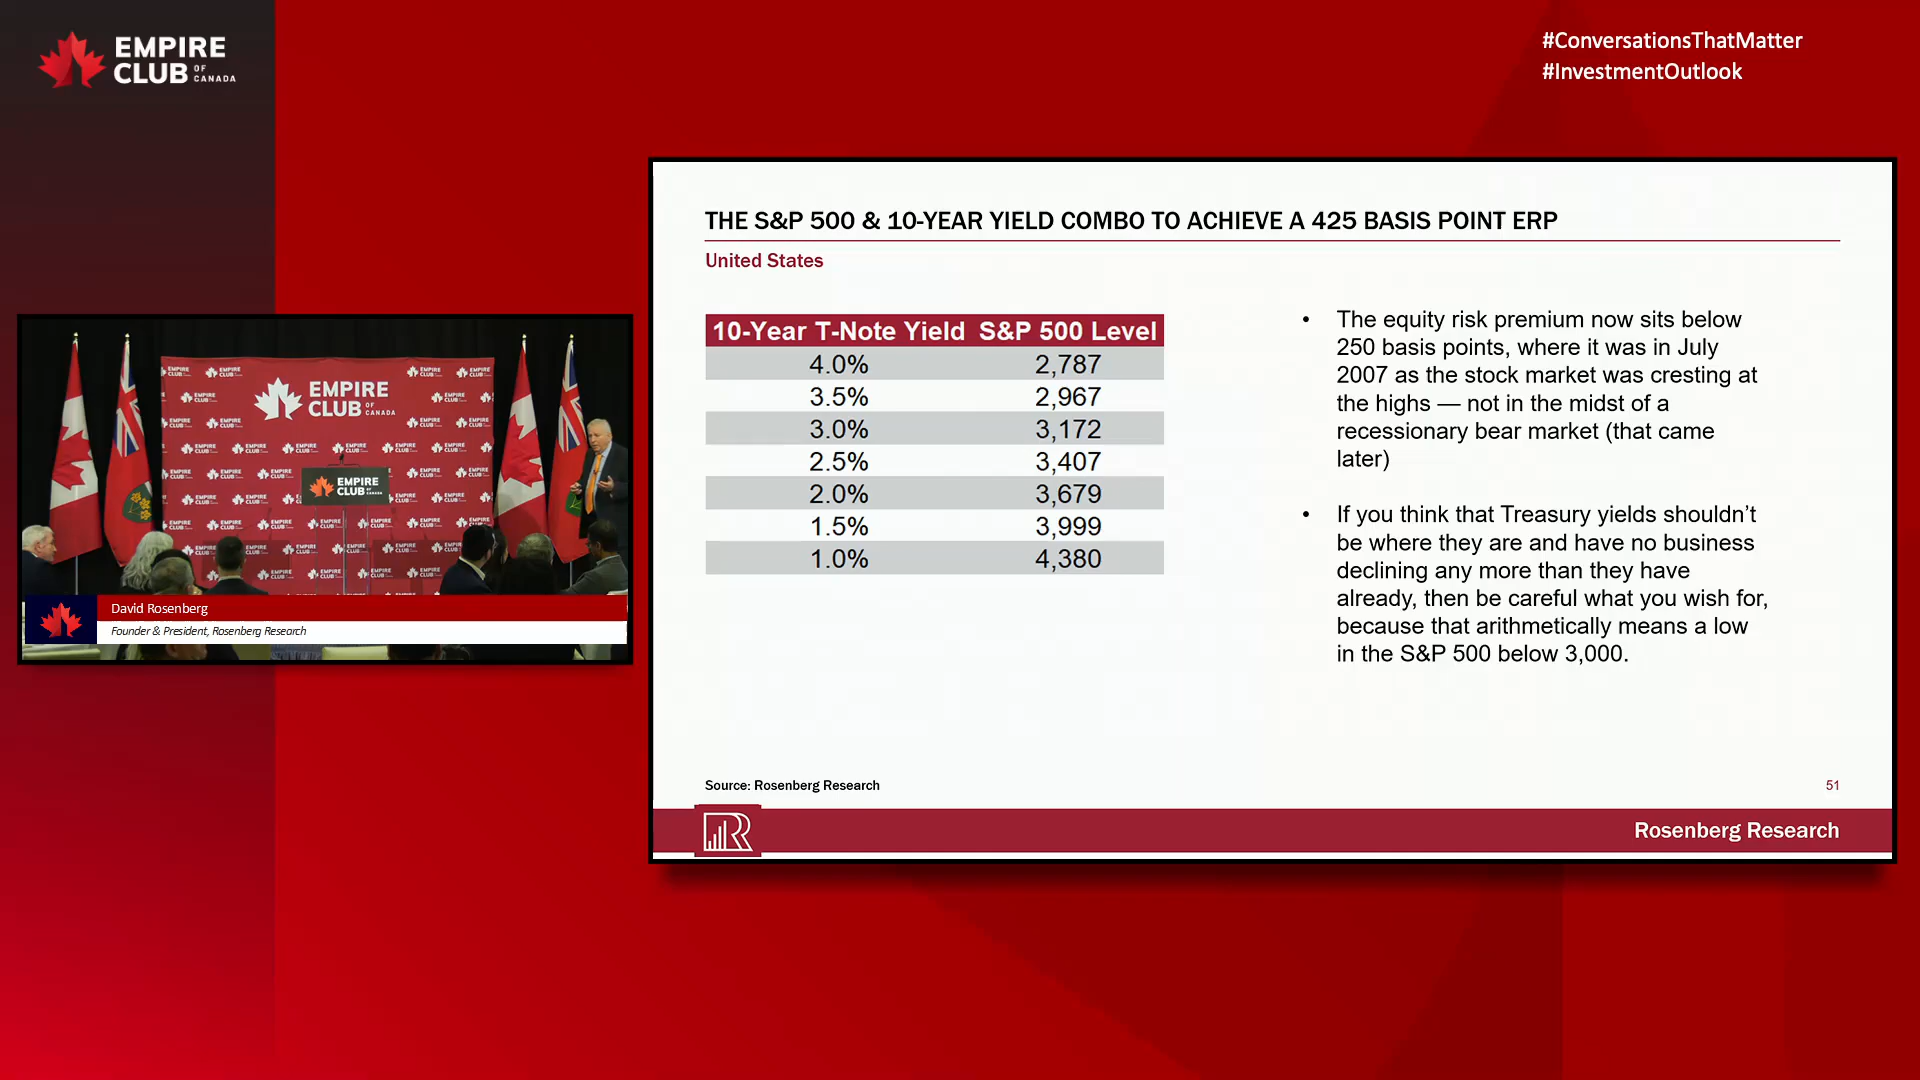 EMPIRE
CLUB OF CANADA
#ConversationsThatMatter
#InvestmentOutlook
EMPIRE
CLUB OF CANADA
EMPIRE
CLUB OF CANADA
David Rosenberg
Founder & President, Rosenberg Research
THE S&P 500 & 10-YEAR YIELD COMBO TO ACHIEVE A 425 BASIS POINT ERP
United States
10-Year T-Note Yield S&P 500 Level
4.0% 2,787
3.5% 2,967
3.0% 3,172
2.5% 3,407
2.0% 3,679
1.5% 3,999
1.0% 4,380
• The equity risk premium now sits below
250 basis points, where it was in July
2007 as the stock market was cresting at
the highs — not in the midst of a
recessionary bear market (that came
later)
• If you think that Treasury yields shouldn’t
be where they are and have no business
declining any more than they have
already, then be careful what you wish for,
because that arithmetically means a low
in the S&P 500 below 3,000.
Source: Rosenberg Research
51
R
Rosenberg Research